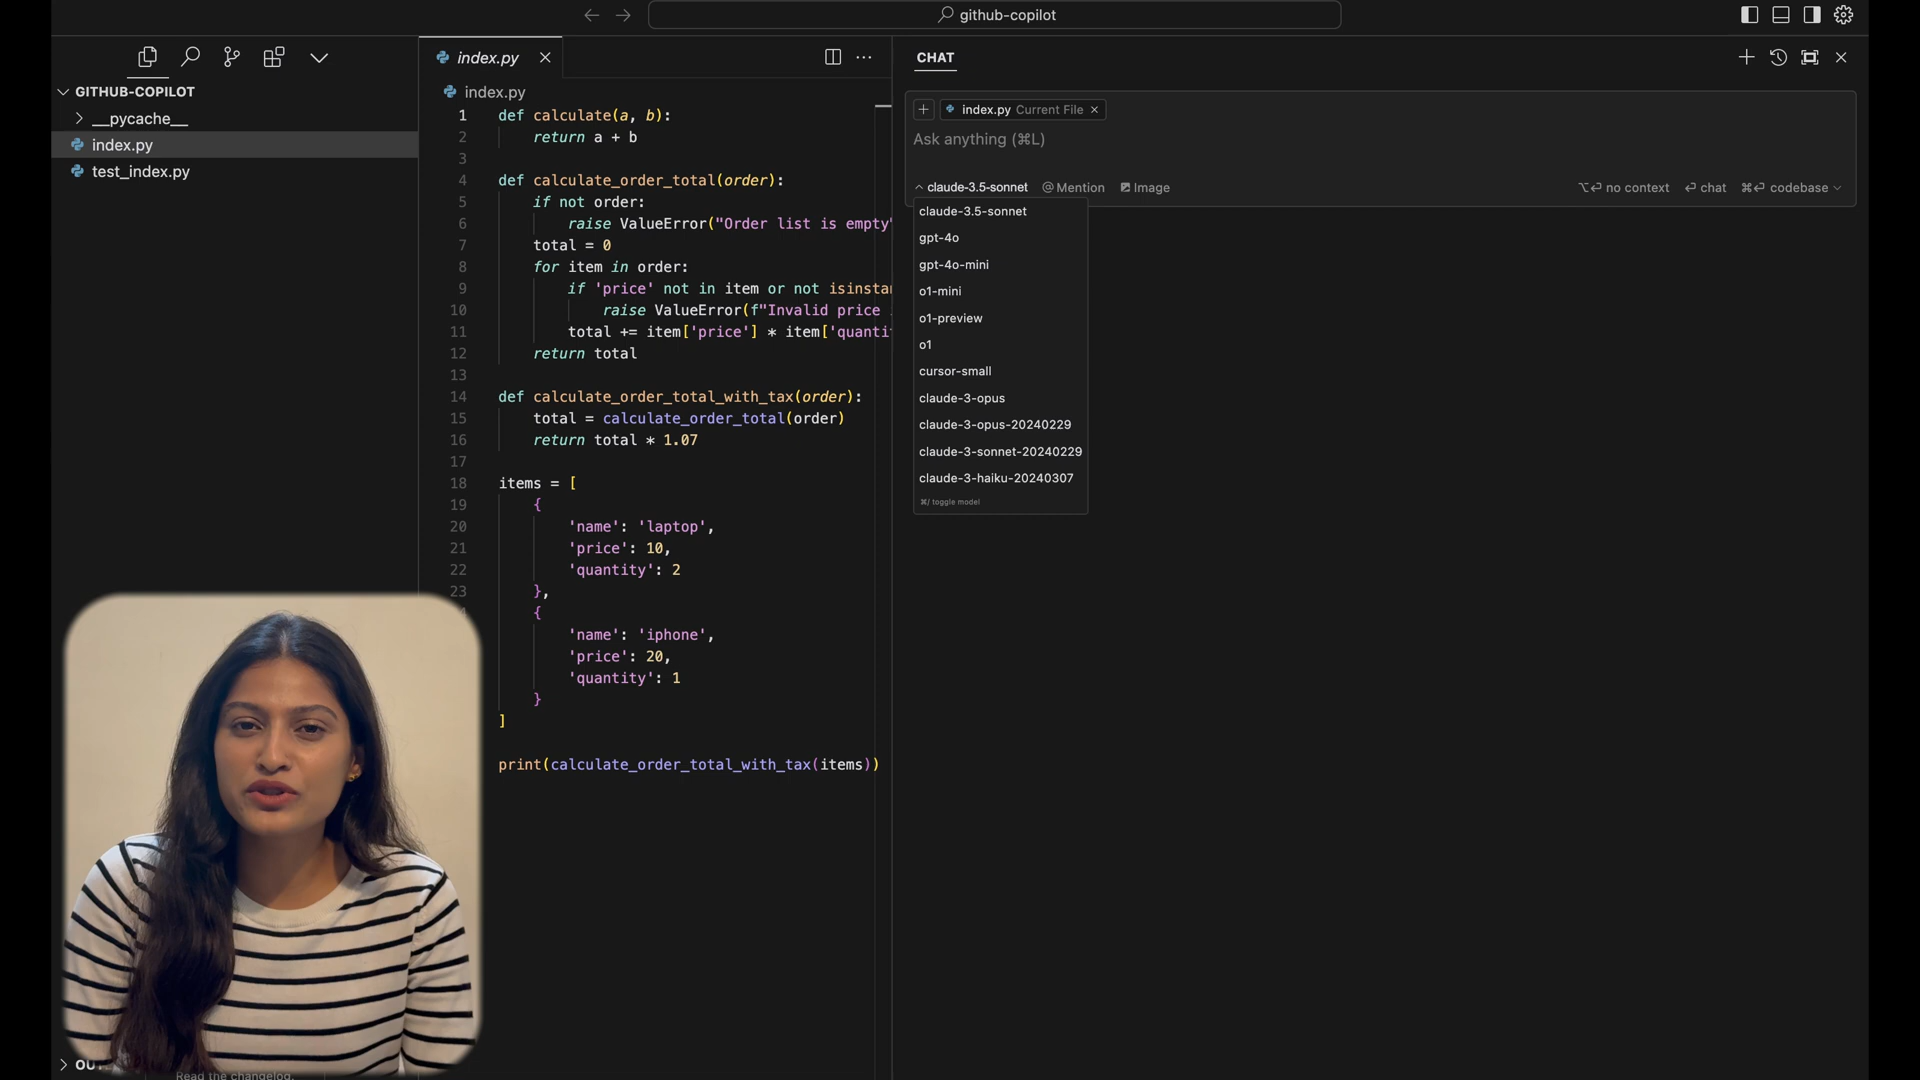 github-copilot
GITHUB-COPILOT
__pycache__
index.py
test_index.py
index.py
index.py
1 def calculate(a, b):
2 return a + b
3
4 def calculate_order_total(order):
5 if not order:
6 raise ValueError("Order list is empty"
7 total = 0
8 for item in order:
9 if 'price' not in item or not isinstan
10 raise ValueError(f"Invalid price
11 total += item['price'] * item['quanti
12 return total
13
14 def calculate_order_total_with_tax(order):
15 total = calculate_order_total(order)
16 return total * 1.07
17
18 items = [
19 {
20 'name': 'laptop',
21 'price': 10,
22 'quantity': 2
23 },
{
'name': 'iphone',
'price': 20,
'quantity': 1
}
]
print(calculate_order_total_with_tax(items))
CHAT
index.py Current File
Ask anything (⌘L)
claude-3.5-sonnet @ Mention Image
⌥⏎ no context ⏎ chat ⌘⏎ codebase
claude-3.5-sonnet
gpt-4o
gpt-4o-mini
o1-mini
o1-preview
o1
cursor-small
claude-3-opus
claude-3-opus-20240229
claude-3-sonnet-20240229
claude-3-haiku-20240307
⌘/ toggle model
Read the changelog.